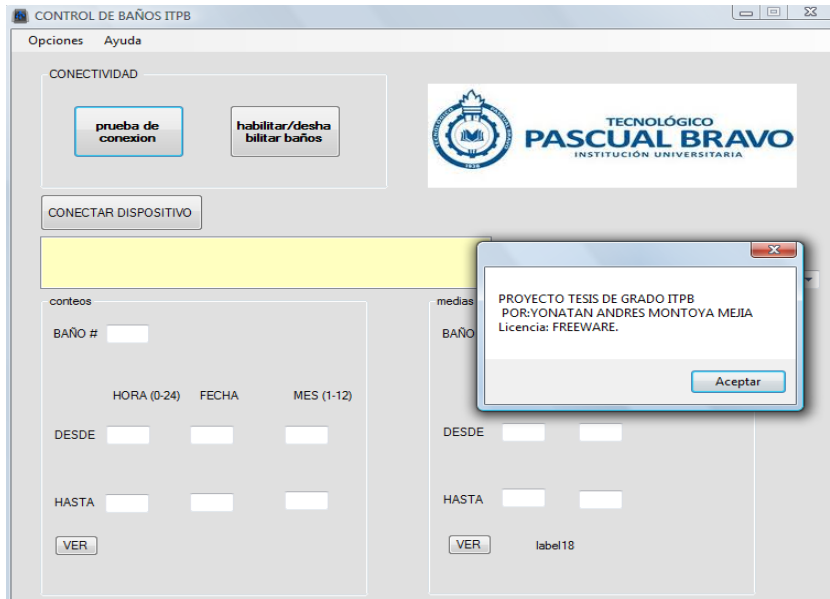 CONTROL DE BAÑOS ITPB
Opciones Ayuda
CONECTIVIDAD
prueba de
conexion
habilitar/desha
bilitar baños
TECNOLÓGICO
PASCUAL BRAVO
INSTITUCIÓN UNIVERSITARIA
CONECTAR DISPOSITIVO
PROYECTO TESIS DE GRADO ITPB
POR:YONATAN ANDRES MONTOYA MEJIA
Licencia: FREEWARE.
Aceptar
conteos
BAÑO #
HORA (0-24) FECHA MES (1-12)
DESDE
HASTA
VER
medias
BAÑO
DESDE
HASTA
VER label18